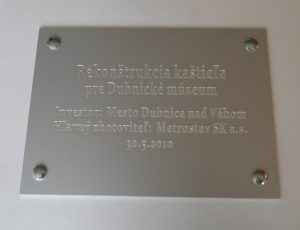 Rekonštrukcia kaštieľa
pre Dubnické múzeum
Investor: Mesto Dubnica nad Váhom
Hlavný zhotoviteľ: Metrostav SK a.s.
30.5.2010